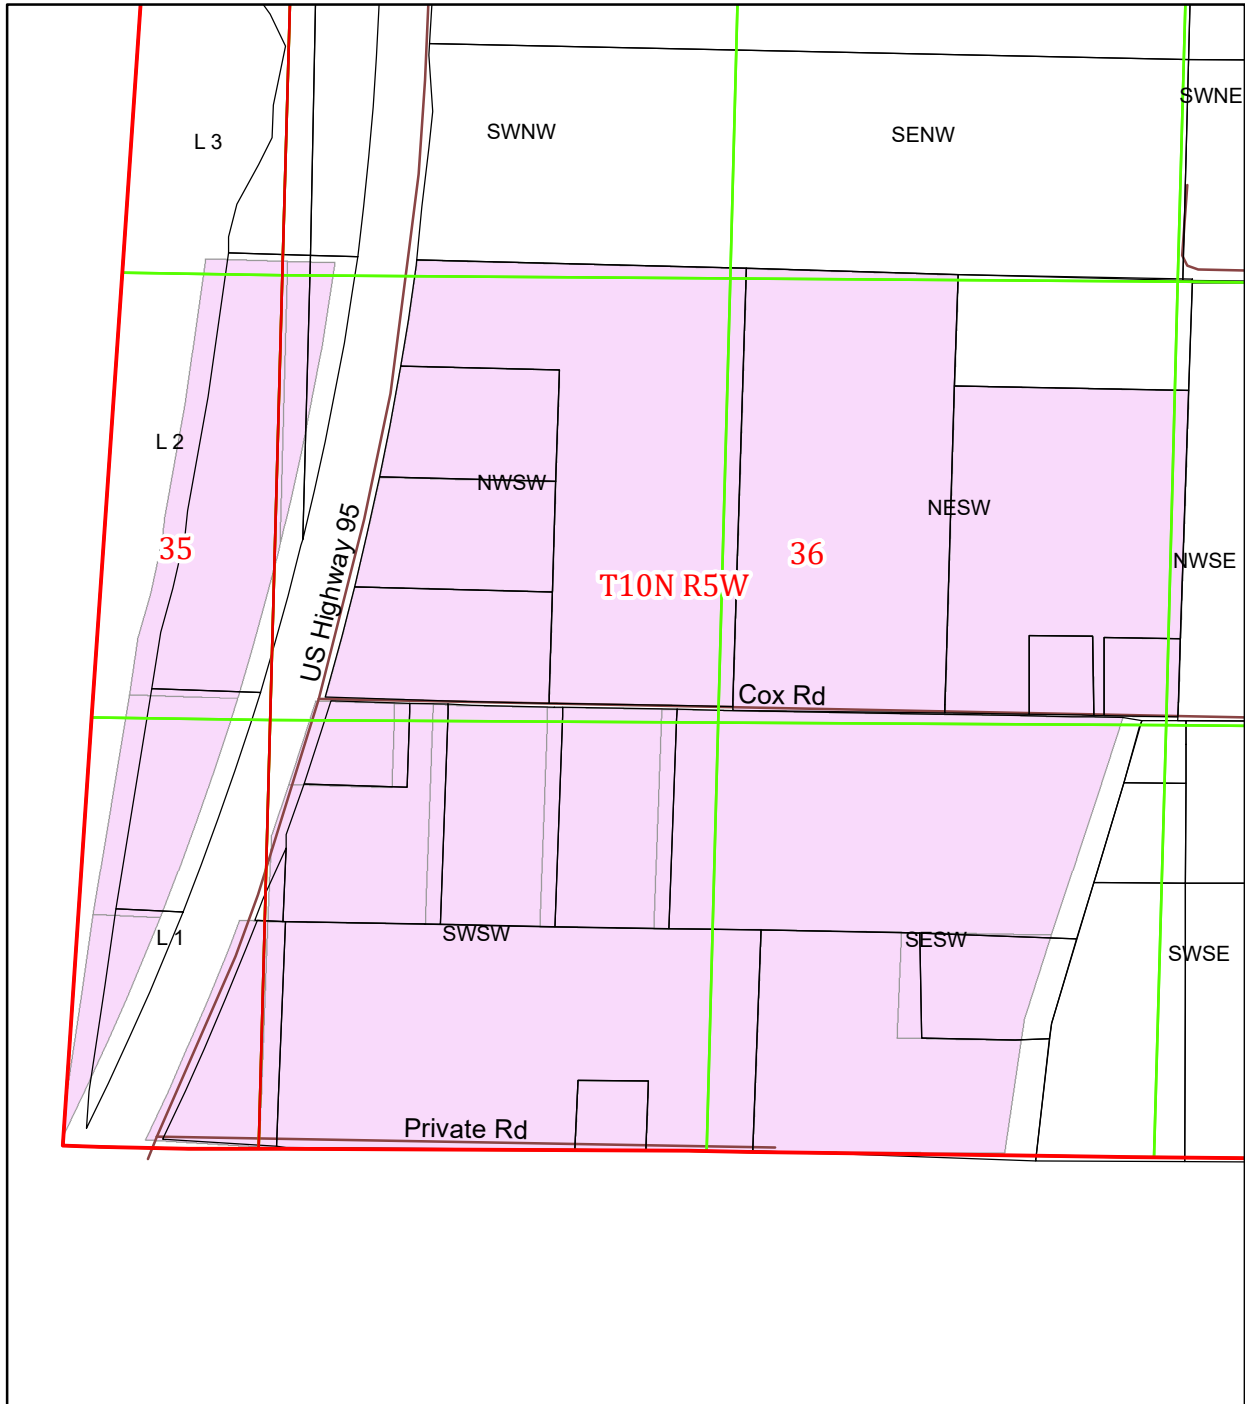 SWNE
SWNW
SENW
L 3
L 2
NWSW
NESW
35
36
NWSE
T10N R5W
US Highway 95
Cox Rd
L 1
SWSW
SESW
SWSE
Private Rd